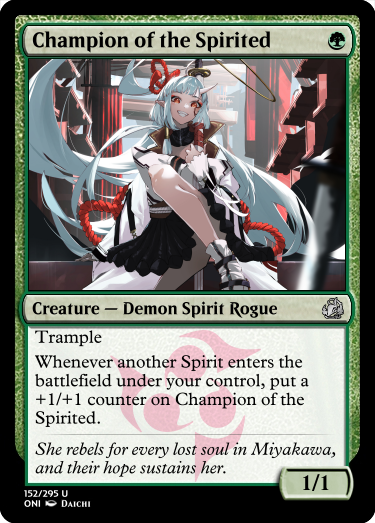 Champion of the Spirited
Creature — Demon Spirit Rogue
Trample
Whenever another Spirit enters the
battlefield under your control, put a
+1/+1 counter on Champion of the
Spirited.
She rebels for every lost soul in Miyakawa,
and their hope sustains her.
1/1
152/295 U
ONI Daichi